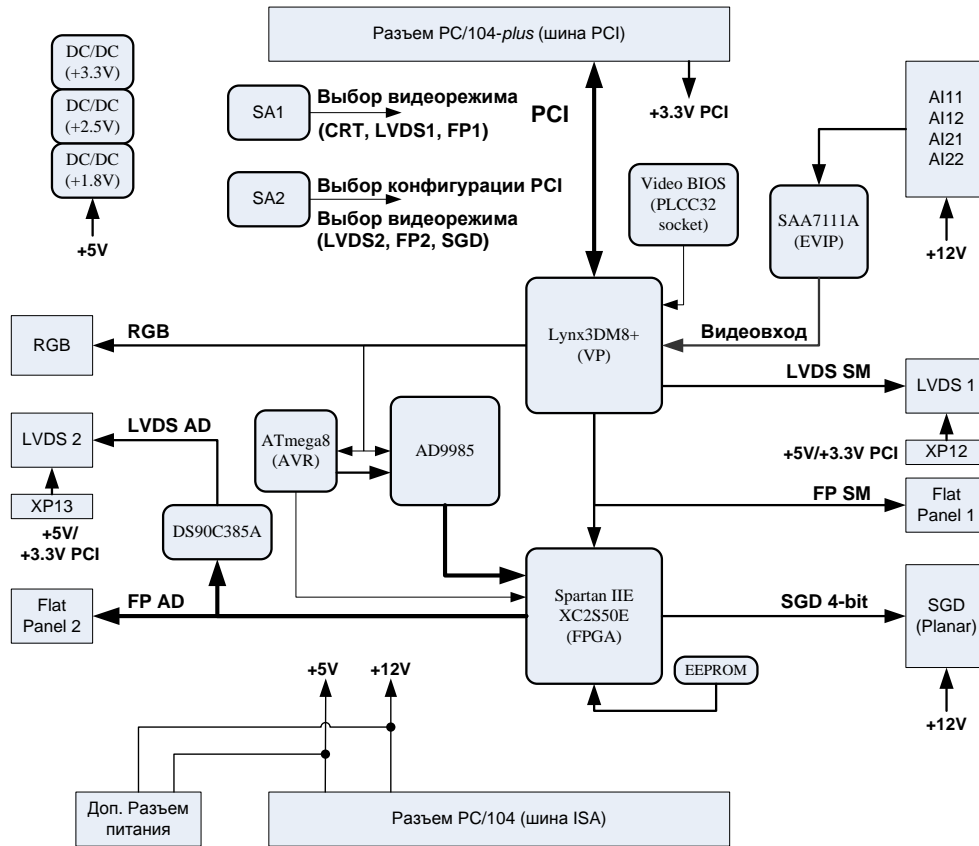 Разъем PC/104-plus (шина PCI)
DC/DC
(+3.3V)
DC/DC
(+2.5V)
DC/DC
(+1.8V)
+5V
SA1
Выбор видеорежима
(CRT, LVDS1, FP1)
SA2
Выбор конфигурации PCI
Выбор видеорежима
(LVDS2, FP2, SGD)
PCI
+3.3V PCI
Video BIOS
(PLCC32
socket)
SAA7111A
(EVIP)
AI11
AI12
AI21
AI22
+12V
RGB
RGB
Lynx3DM8+
(VP)
Видеовход
LVDS SM
LVDS 1
LVDS 2
LVDS AD
ATmega8
(AVR)
AD9985
+5V/+3.3V PCI
XP12
XP13
+5V/
+3.3V PCI
DS90C385A
FP SM
Flat
Panel 1
Flat
Panel 2
FP AD
Spartan IIE
XC2S50E
(FPGA)
SGD 4-bit
SGD
(Planar)
EEPROM
+12V
+5V
+12V
Доп. Разъем
питания
Разъем PC/104 (шина ISA)